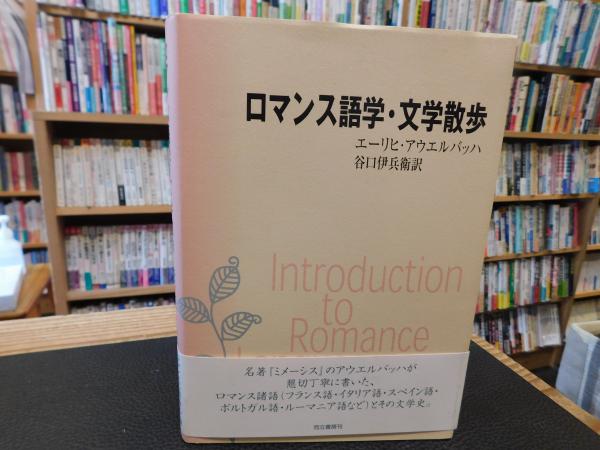 ロマンス語学・文学散歩
エーリヒ・アウエルバッハ
谷口伊兵衛訳
Introduction
to
Romance
名著『ミメーシス』のアウエルバッハが
懇切丁寧に書いた、
ロマンス諸語（フランス語・イタリア語・スペイン語・
ポルトガル語・ルーマニア語など）とその文学史。
而立書房刊